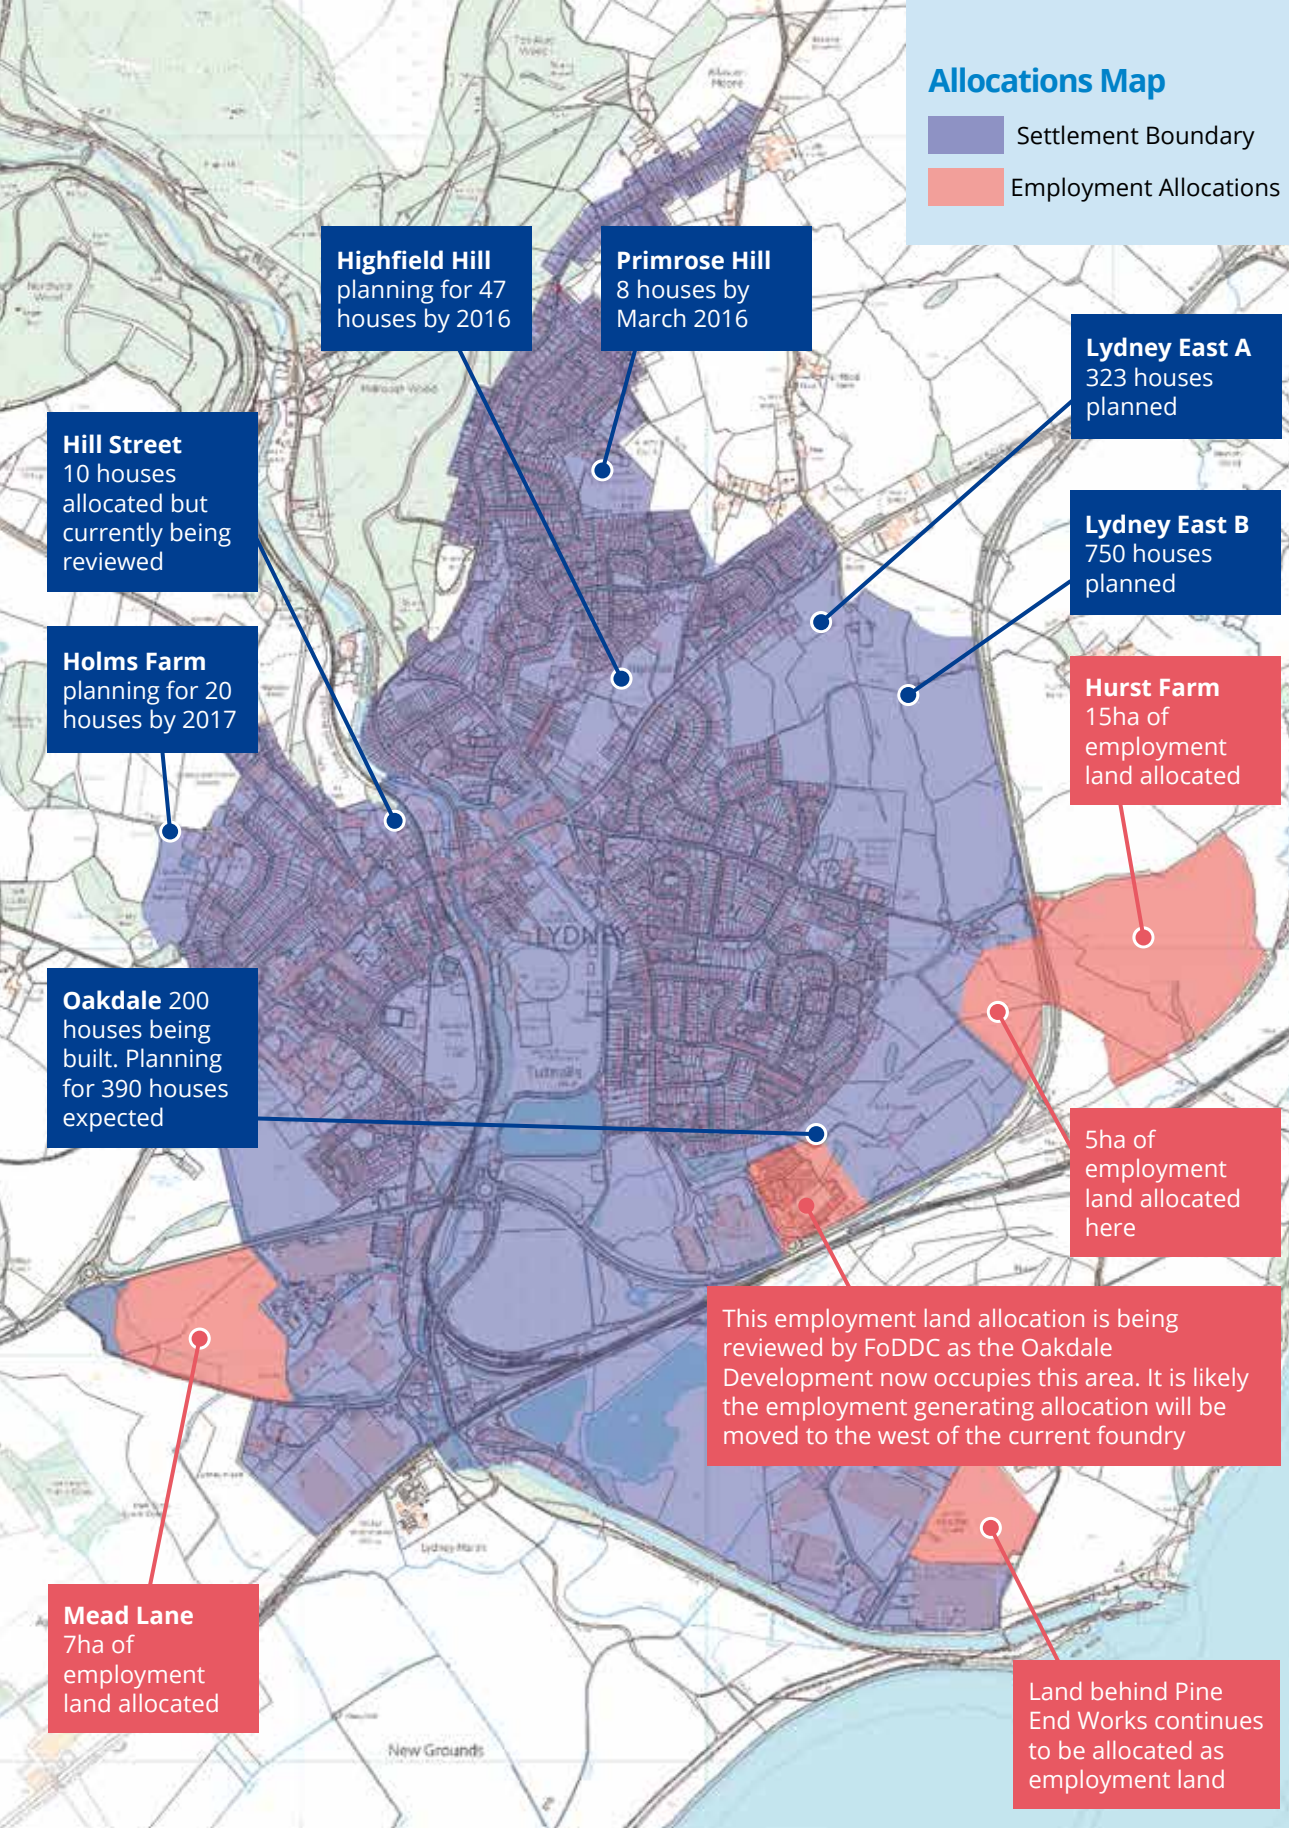 Allocations Map
Settlement Boundary
Employment Allocations
Highfield Hill
planning for 47
houses by 2016
Primrose Hill
8 houses by
March 2016
Lydney East A
323 houses
planned
Hill Street
10 houses
allocated but
currently being
reviewed
Lydney East B
750 houses
planned
Holms Farm
planning for 20
houses by 2017
Hurst Farm
15ha of
employment
land allocated
LYDNEY
Oakdale 200
houses being
built. Planning
for 390 houses
expected
Tutnalls
5ha of
employment
land allocated
here
This employment land allocation is being
reviewed by FoDDC as the Oakdale
Development now occupies this area. It is likely
the employment generating allocation will be
moved to the west of the current foundry
Lydney Marsh
Mead Lane
7ha of
employment
land allocated
Land behind Pine
End Works continues
to be allocated as
employment land
New Grounds